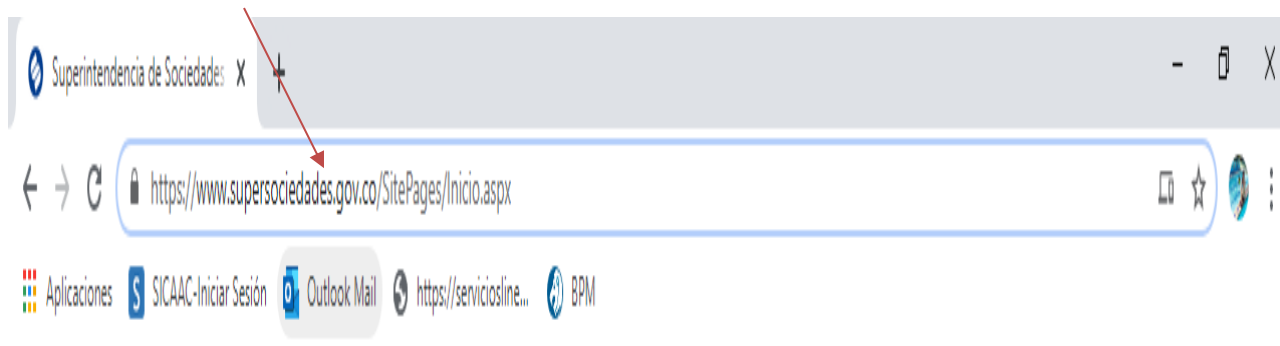 Superintendencia de Sociedades
https://www.supersociedades.gov.co/SitePages/Inicio.aspx
Aplicaciones S SICAAC-Iniciar Sesión Outlook Mail https://serviciosline... BPM